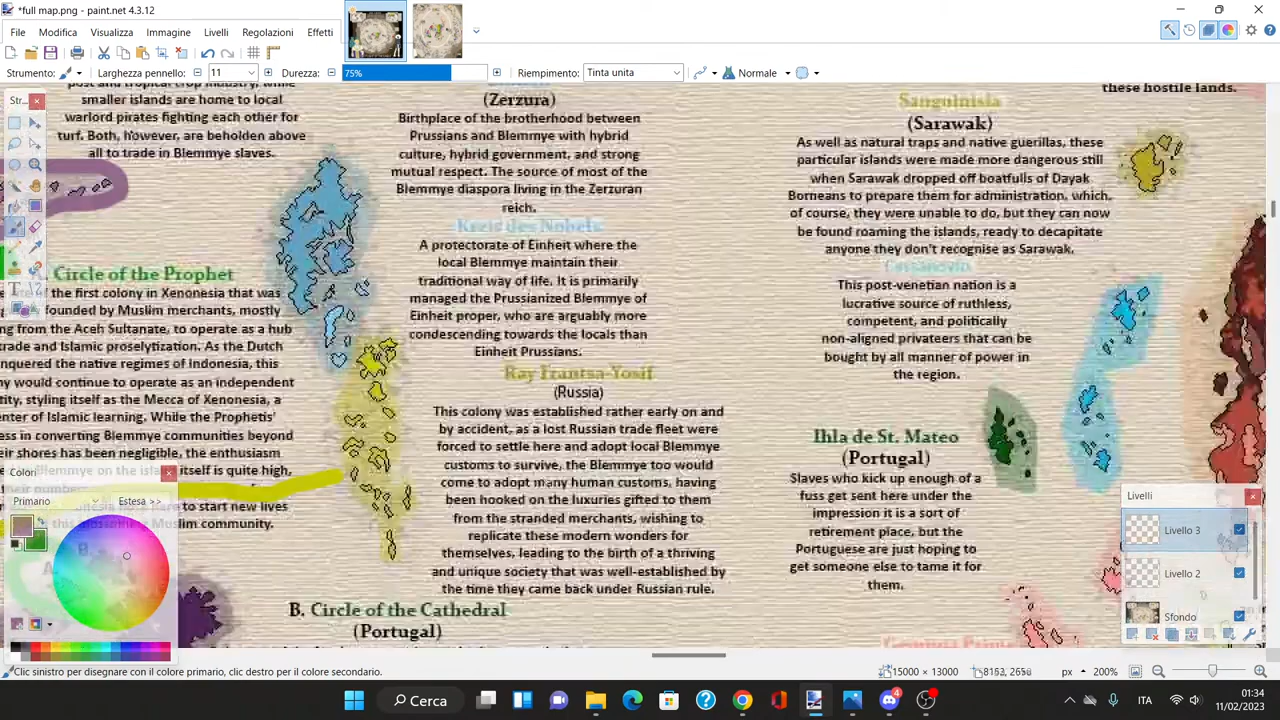 *full map.png - paint.net 4.3.12
File Modifica Visualizza Immagine Livelli Regolazioni Effetti
Strumento: Larghezza pennello: 11 Durezza: 75% Riempimento: Tinta unita Normale
post and tropical crop industry, while
smaller islands are home to local
warlord pirates fighting each other for
turf. Both, however, are beholden above
all to trade in Blemmye slaves.
(Zerzura)
Birthplace of the brotherhood between
Prussians and Blemmye with hybrid
culture, hybrid government, and strong
mutual respect. The source of most of the
Blemmye diaspora living in the Zerzuran
reich.
Kreis des Nobels
A protectorate of Einheit where the
local Blemmye maintain their
traditional way of life. It is primarily
managed the Prussianized Blemmye of
Einheit proper, who are arguably more
condescending towards the locals than
Einheit Prussians.
Ray Frantsa-Yosif
(Russia)
This colony was established rather early on and
by accident, as a lost Russian trade fleet were
forced to settle here and adopt local Blemmye
customs to survive, the Blemmye too would
come to adopt many human customs, having
been hooked on the luxuries gifted to them
from the stranded merchants, wishing to
replicate these modern wonders for
themselves, leading to the birth of a thriving
and unique society that was well-established by
the time they came back under Russian rule.
Str...
Circle of the Prophet
of the first colony in Xenonesia that was
founded by Muslim merchants, mostly
from the Aceh Sultanate, to operate as a hub
trade and Islamic proselytization. As the Dutch
nquered the native regimes of Indonesia, this
ny would continue to operate as an independent
tity, styling itself as the Mecca of Xenonesia, a
enter of Islamic learning. While the Prophetis'
ess in converting Blemmye communities beyond
eir shores has been negligible, the enthusiasm
Blemmye on the island itself is quite high,
to start new lives
Muslim community.
B. Circle of the Cathedral
(Portugal)
these hostile lands.
Sanguinisia
(Sarawak)
As well as natural traps and native guerillas, these
particular islands were made more dangerous still
when Sarawak dropped off boatfulls of Dayak
Borneans to prepare them for administration, which,
of course, they were unable to do, but they can now
be found roaming the islands, ready to decapitate
anyone they don't recognise as Sarawak.
This post-venetian nation is a
lucrative source of ruthless,
competent, and politically
non-aligned privateers that can be
bought by all manner of power in
the region.
Ihla de St. Mateo
(Portugal)
Slaves who kick up enough of a
fuss get sent here under the
impression it is a sort of
retirement place, but the
Portuguese are just hoping to
get someone else to tame it for
them.
Colori
Primario Estesa >>
Livelli
Livello 3
Livello 2
Sfondo
Clic sinistro per disegnare con il colore primario, clic destro per il colore secondario.
15000 × 13000 px 200%
Cerca
4
ITA
01:34
11/02/2023